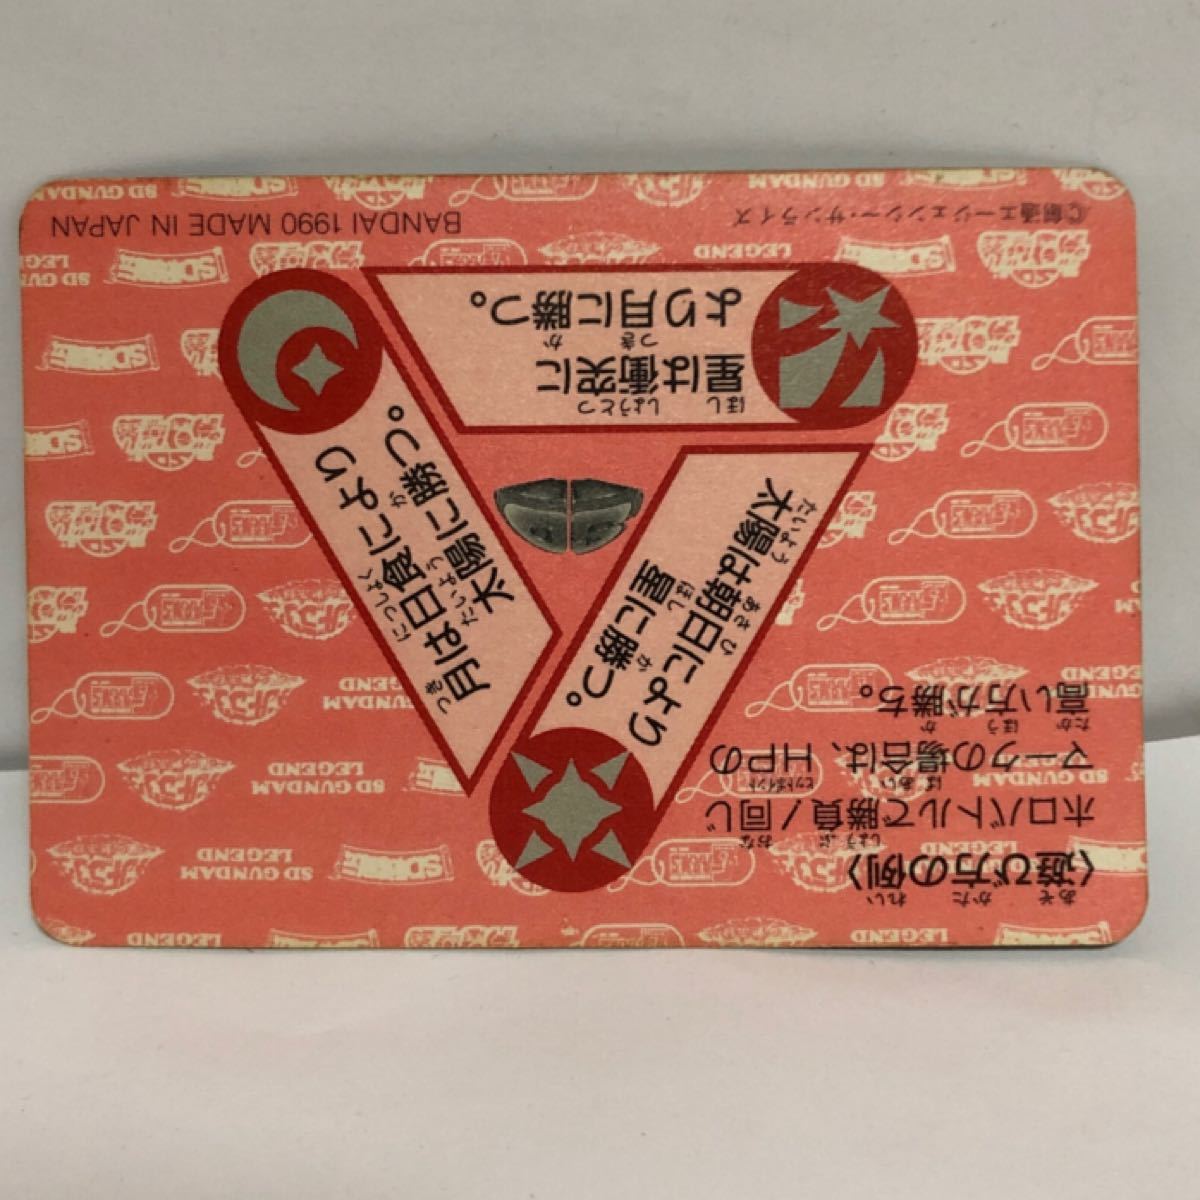 〈遊び方の例〉
ホロバトルで勝負！同じ
マークの場合は、HPの
高い方が勝ち。
太陽は朝日により
星に勝つ。
月は日食により
太陽に勝つ。
星は衝突に
より月に勝つ。
©創通エージェンシー・サンライズ
BANDAI 1990 MADE IN JAPAN
SD GUNDAM
LEGEND